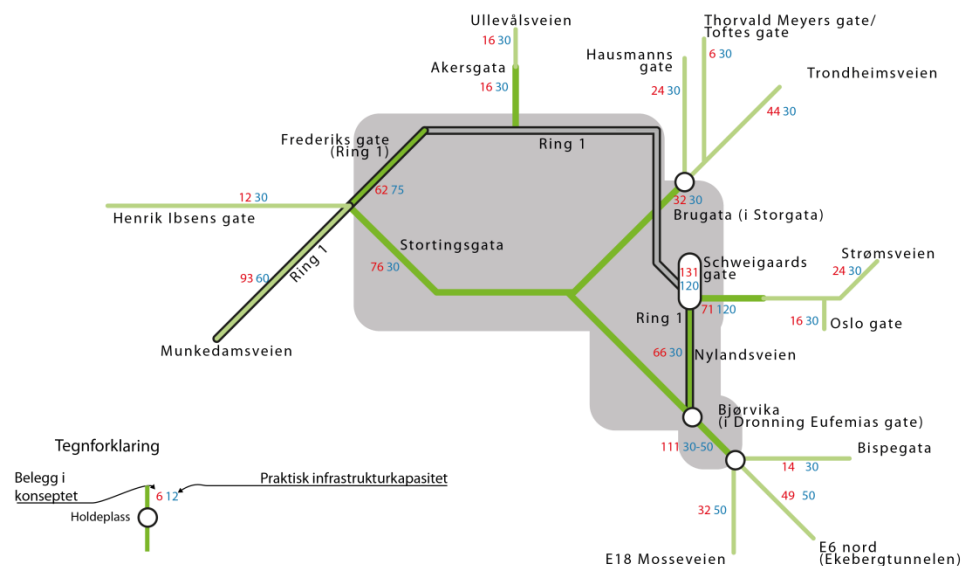 Ullevålsveien
16 30
Akersgata
16 30
Thorvald Meyers gate/
Toftes gate
6 30
Hausmanns
gate
24 30
Trondheimsveien
44 30
Frederiks gate
(Ring 1)
62 75
Ring 1
12 30
Henrik Ibsens gate
32 30
Brugata (i Storgata)
Stortingsgata
76 30
Ring 1
93 60
Munkedamsveien
Schweigaards
gate
131
120
71 120
Strømsveien
24 30
16 30
Oslo gate
Ring 1
66 30
Nylandsveien
Bjørvika
(i Dronning Eufemias gate)
111 30-50
Bispegata
14 30
49 50
32 50
E6 nord
(Ekebergtunnelen)
E18 Mosseveien
Tegnforklaring
Belegg i
konseptet
6 12
Praktisk infrastrukturkapasitet
Holdeplass